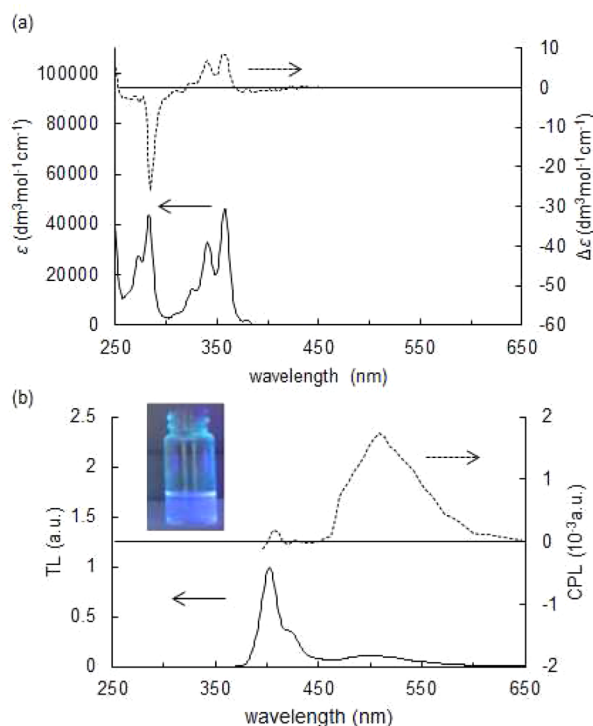 (a)
100000
80000
60000
40000
20000
0
ε (dm³mol⁻¹cm⁻¹)
10
0
-10
-20
-30
-40
-50
-60
Δε (dm³mol⁻¹cm⁻¹)
250 350 450 550 650
wavelength (nm)
(b)
2.5
2
1.5
1
0.5
0
TL (a.u.)
2
1
0
-1
-2
CPL (10⁻³a.u.)
250 350 450 550 650
wavelength (nm)